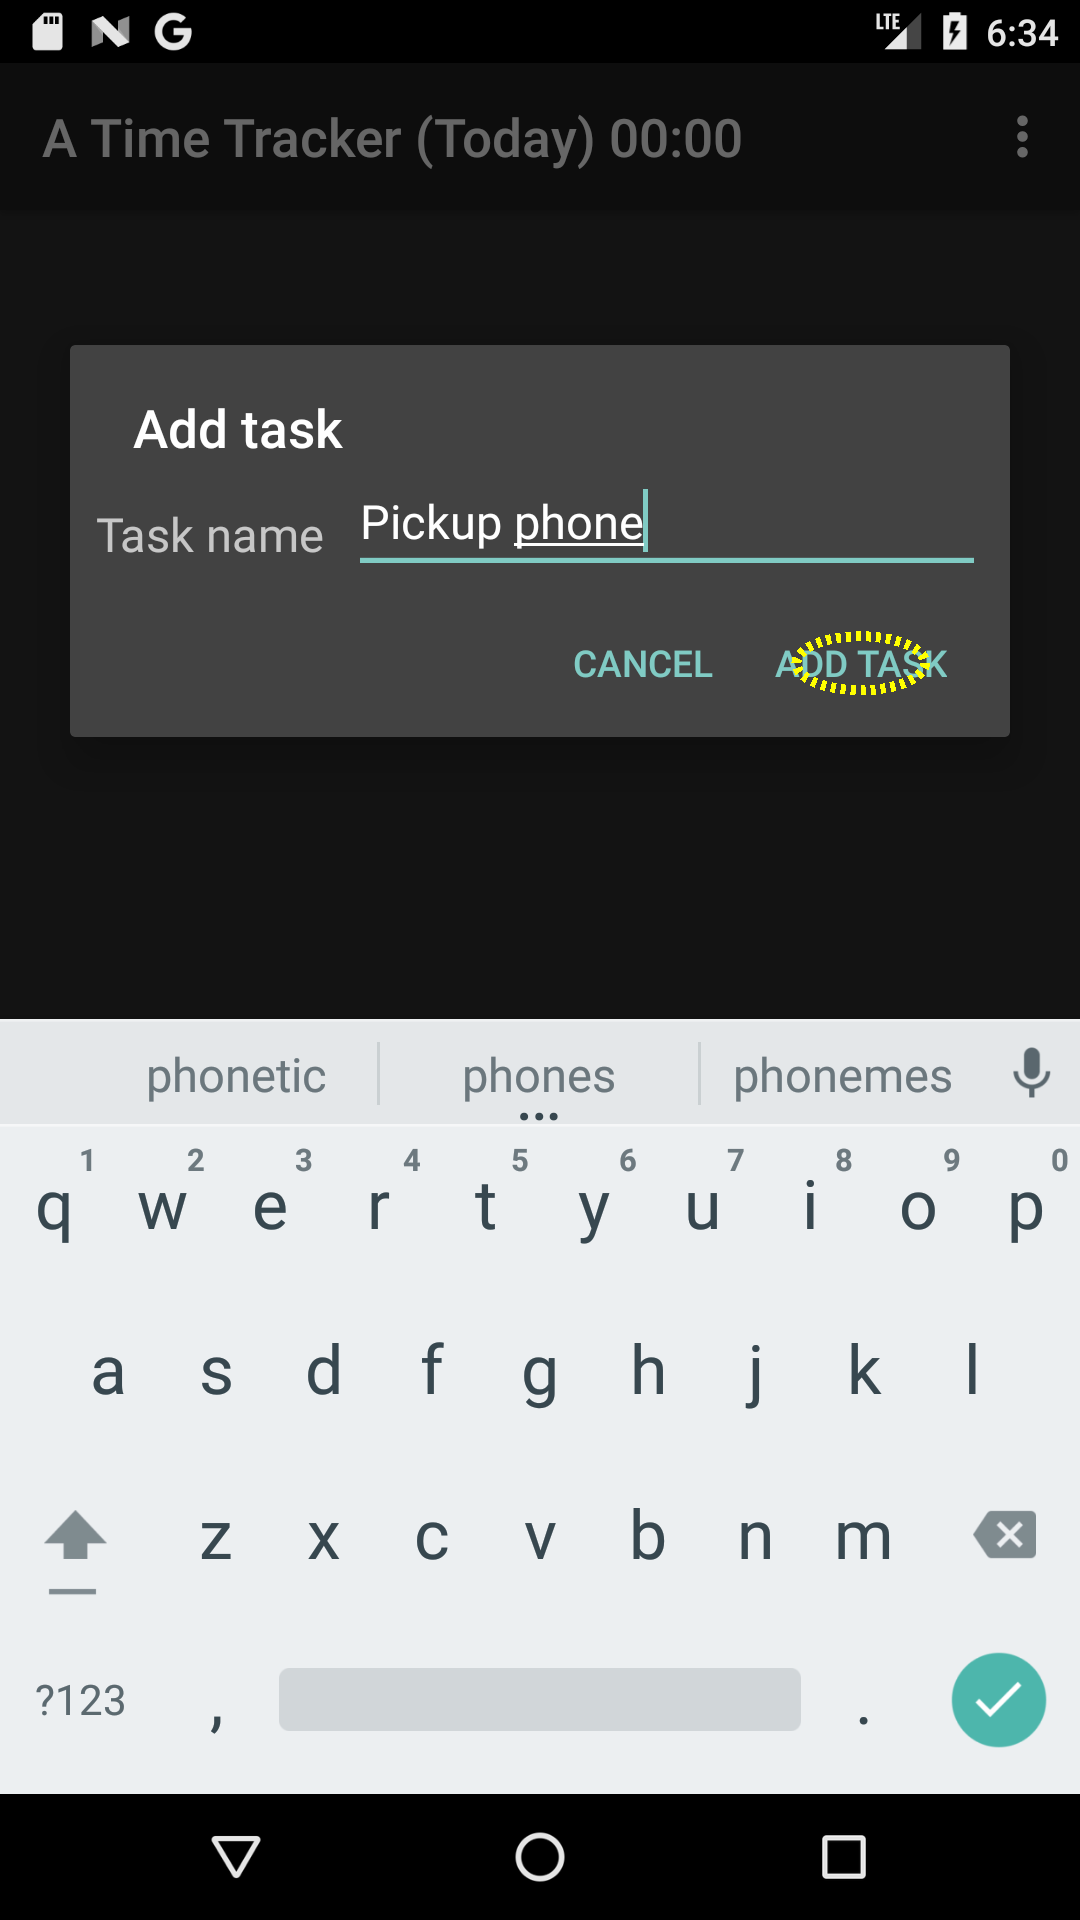 LTE 6:34
A Time Tracker (Today) 00:00
Add task
Task name Pickup phone
CANCEL ADD TASK
phonetic phones phonemes
1 2 3 4 5 6 7 8 9 0
q w e r t y u i o p
a s d f g h j k l
z x c v b n m
?123 , .